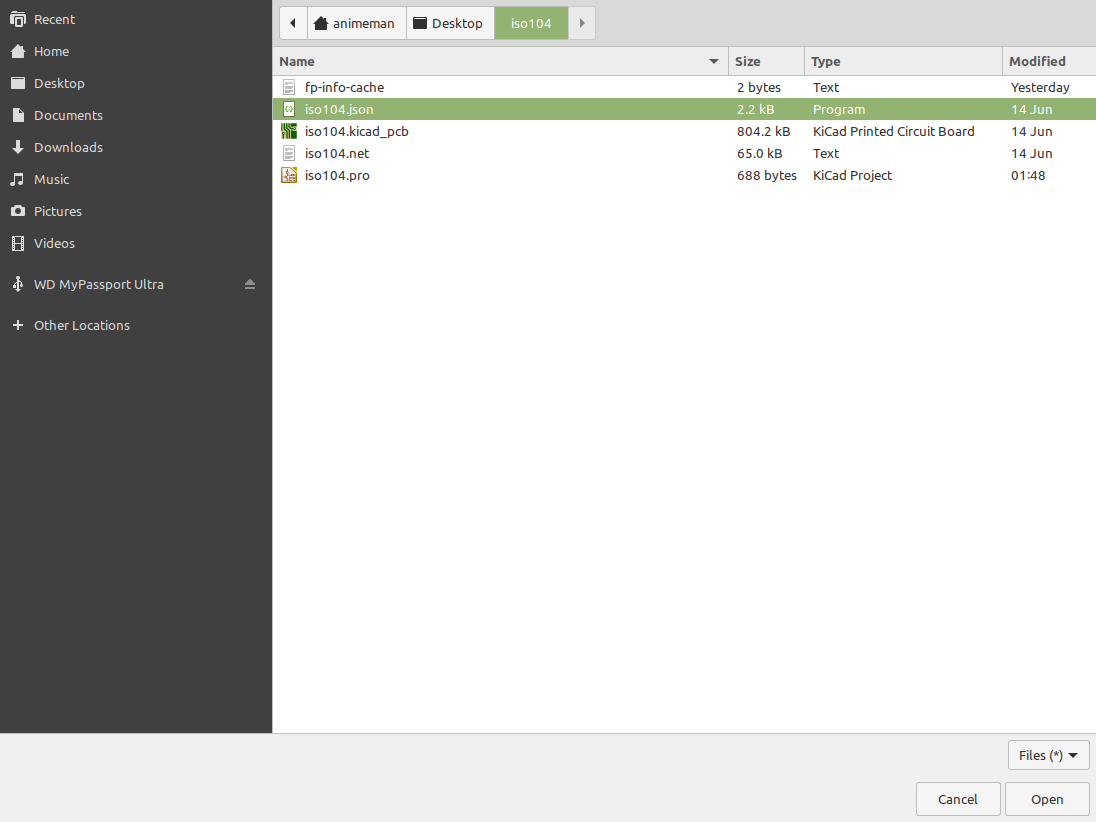 Recent
Home
Desktop
Documents
Downloads
Music
Pictures
Videos
WD MyPassport Ultra
Other Locations
animeman Desktop iso104
Name Size Type Modified
fp-info-cache 2 bytes Text Yesterday
iso104.json 2.2 kB Program 14 Jun
iso104.kicad_pcb 804.2 kB KiCad Printed Circuit Board 14 Jun
iso104.net 65.0 kB Text 14 Jun
iso104.pro 688 bytes KiCad Project 01:48
Files (*)
Cancel Open